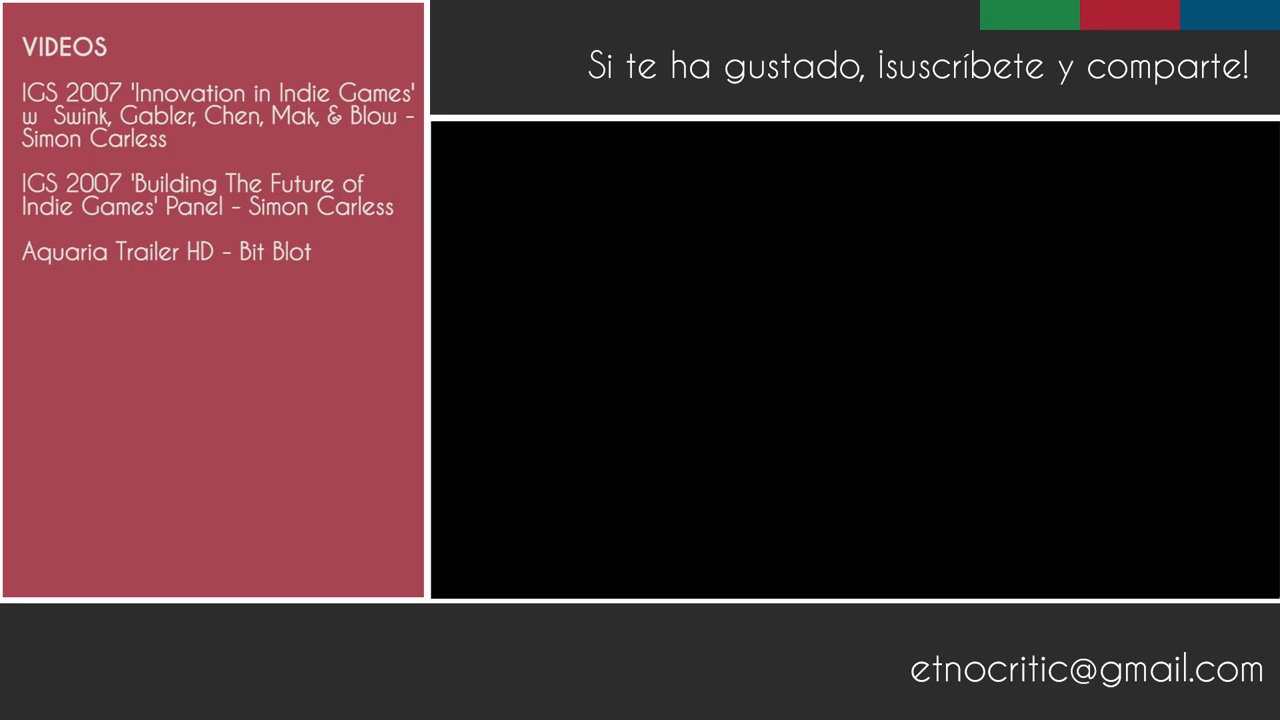 VIDEOS
IGS 2007 'Innovation in Indie Games'
w  Swink, Gabler, Chen, Mak, & Blow -
Simon Carless
IGS 2007 'Building The Future of
Indie Games' Panel - Simon Carless
Aquaria Trailer HD - Bit Blot
Si te ha gustado, ¡suscríbete y comparte!
etnocritic@gmail.com